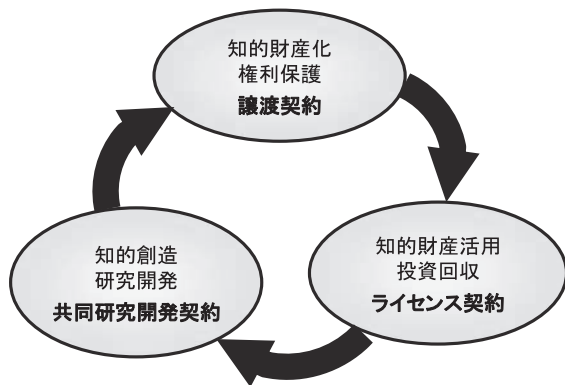 知的財産化
権利保護
譲渡契約
知的創造
研究開発
共同研究開発契約
知的財産活用
投資回収
ライセンス契約